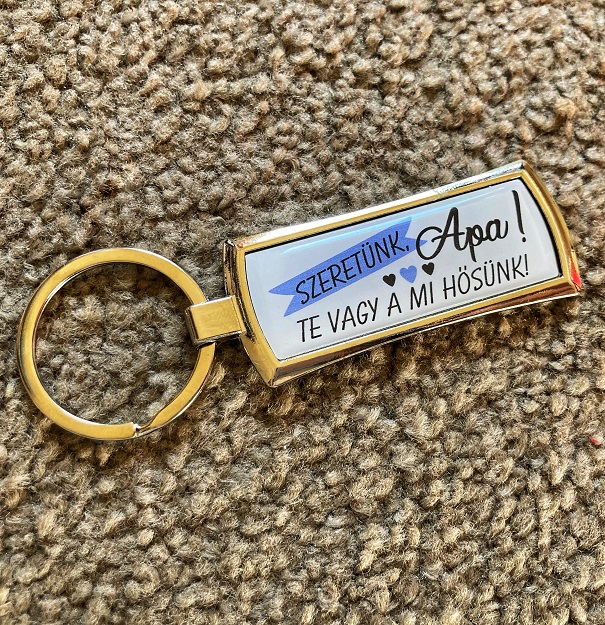 SZERETÜNK, Apa!
TE VAGY A MI HŐSÜNK!